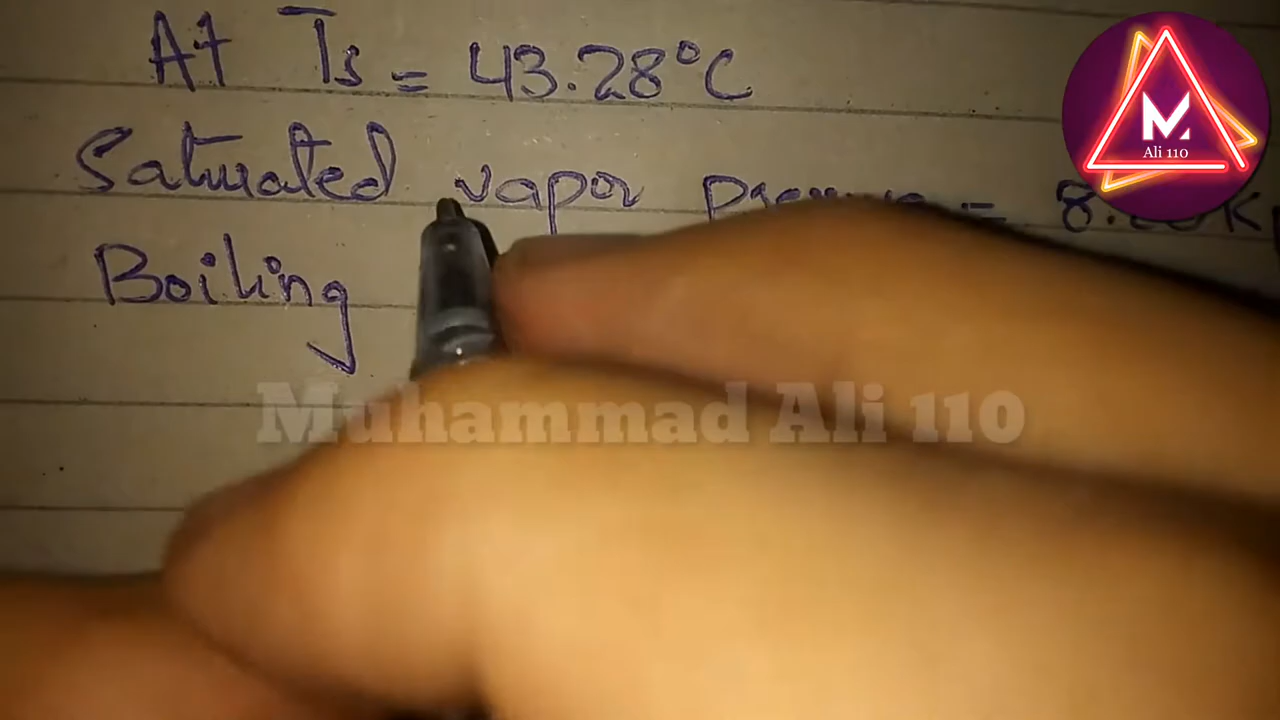 At Ts = 43.28°C
Saturated vapor = 
Boiling
M
Ali 110
Muhammad Ali 110